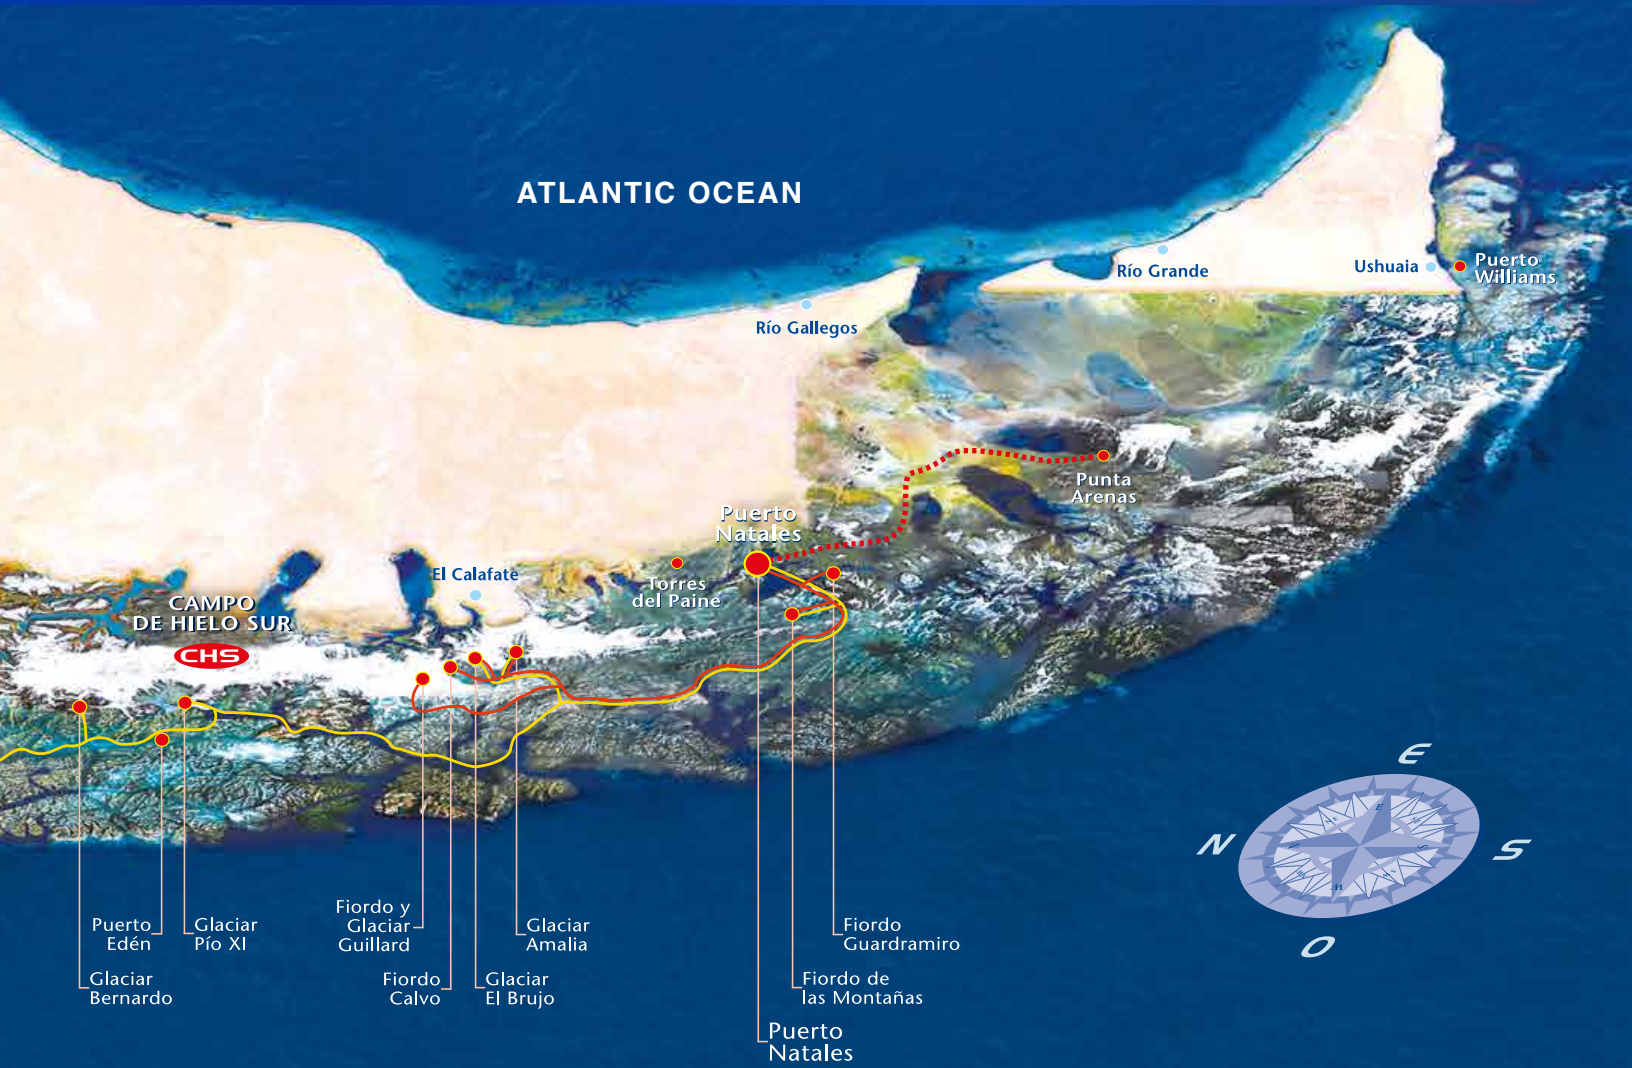 ATLANTIC OCEAN
Río Gallegos
Río Grande
Ushuaia
Puerto
Williams
Punta
Arenas
Puerto
Natales
Torres
del Paine
El Calafate
CAMPO
DE HIELO SUR
CHS
E
N
S
O
Puerto
Edén
Glaciar
Pío XI
Glaciar
Bernardo
Fiordo y
Glaciar
Guillard
Fiordo
Calvo
Glaciar
El Brujo
Glaciar
Amalia
Fiordo
Guardramiro
Fiordo de
las Montañas
Puerto
Natales